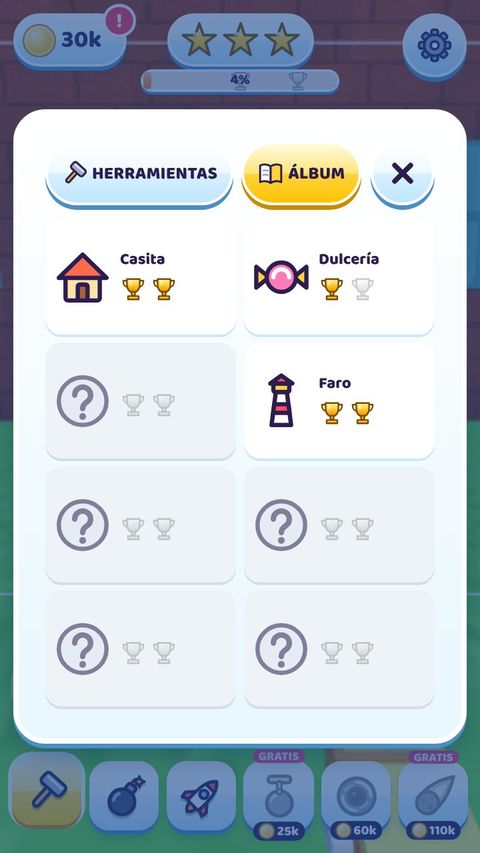 30k
!
4%
HERRAMIENTAS
ÁLBUM
Casita
Dulcería
Faro
GRATIS
GRATIS
25k
60k
110k